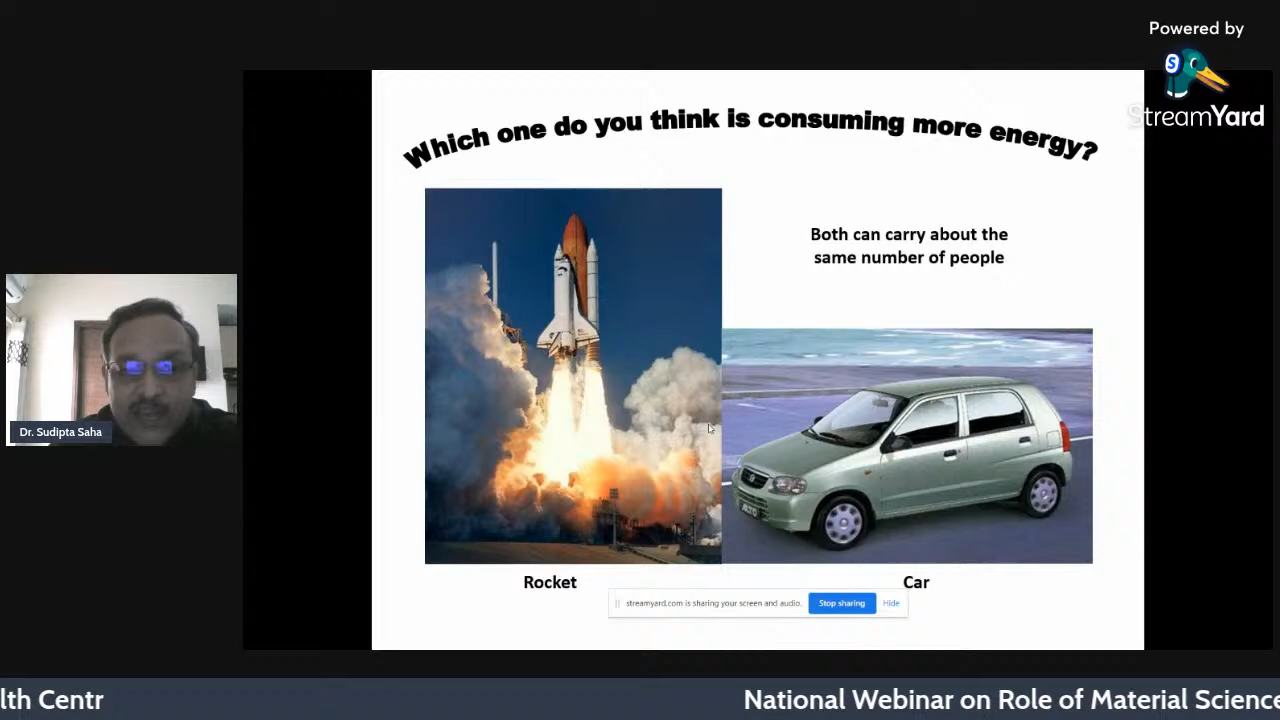 Powered by
StreamYard
Which one do you think is consuming more energy?
Both can carry about the
same number of people
ALTO
Dr. Sudipta Saha
Rocket
Car
streamyard.com is sharing your screen and audio.
Stop sharing
Hide
lth Centr
National Webinar on Role of Material Science